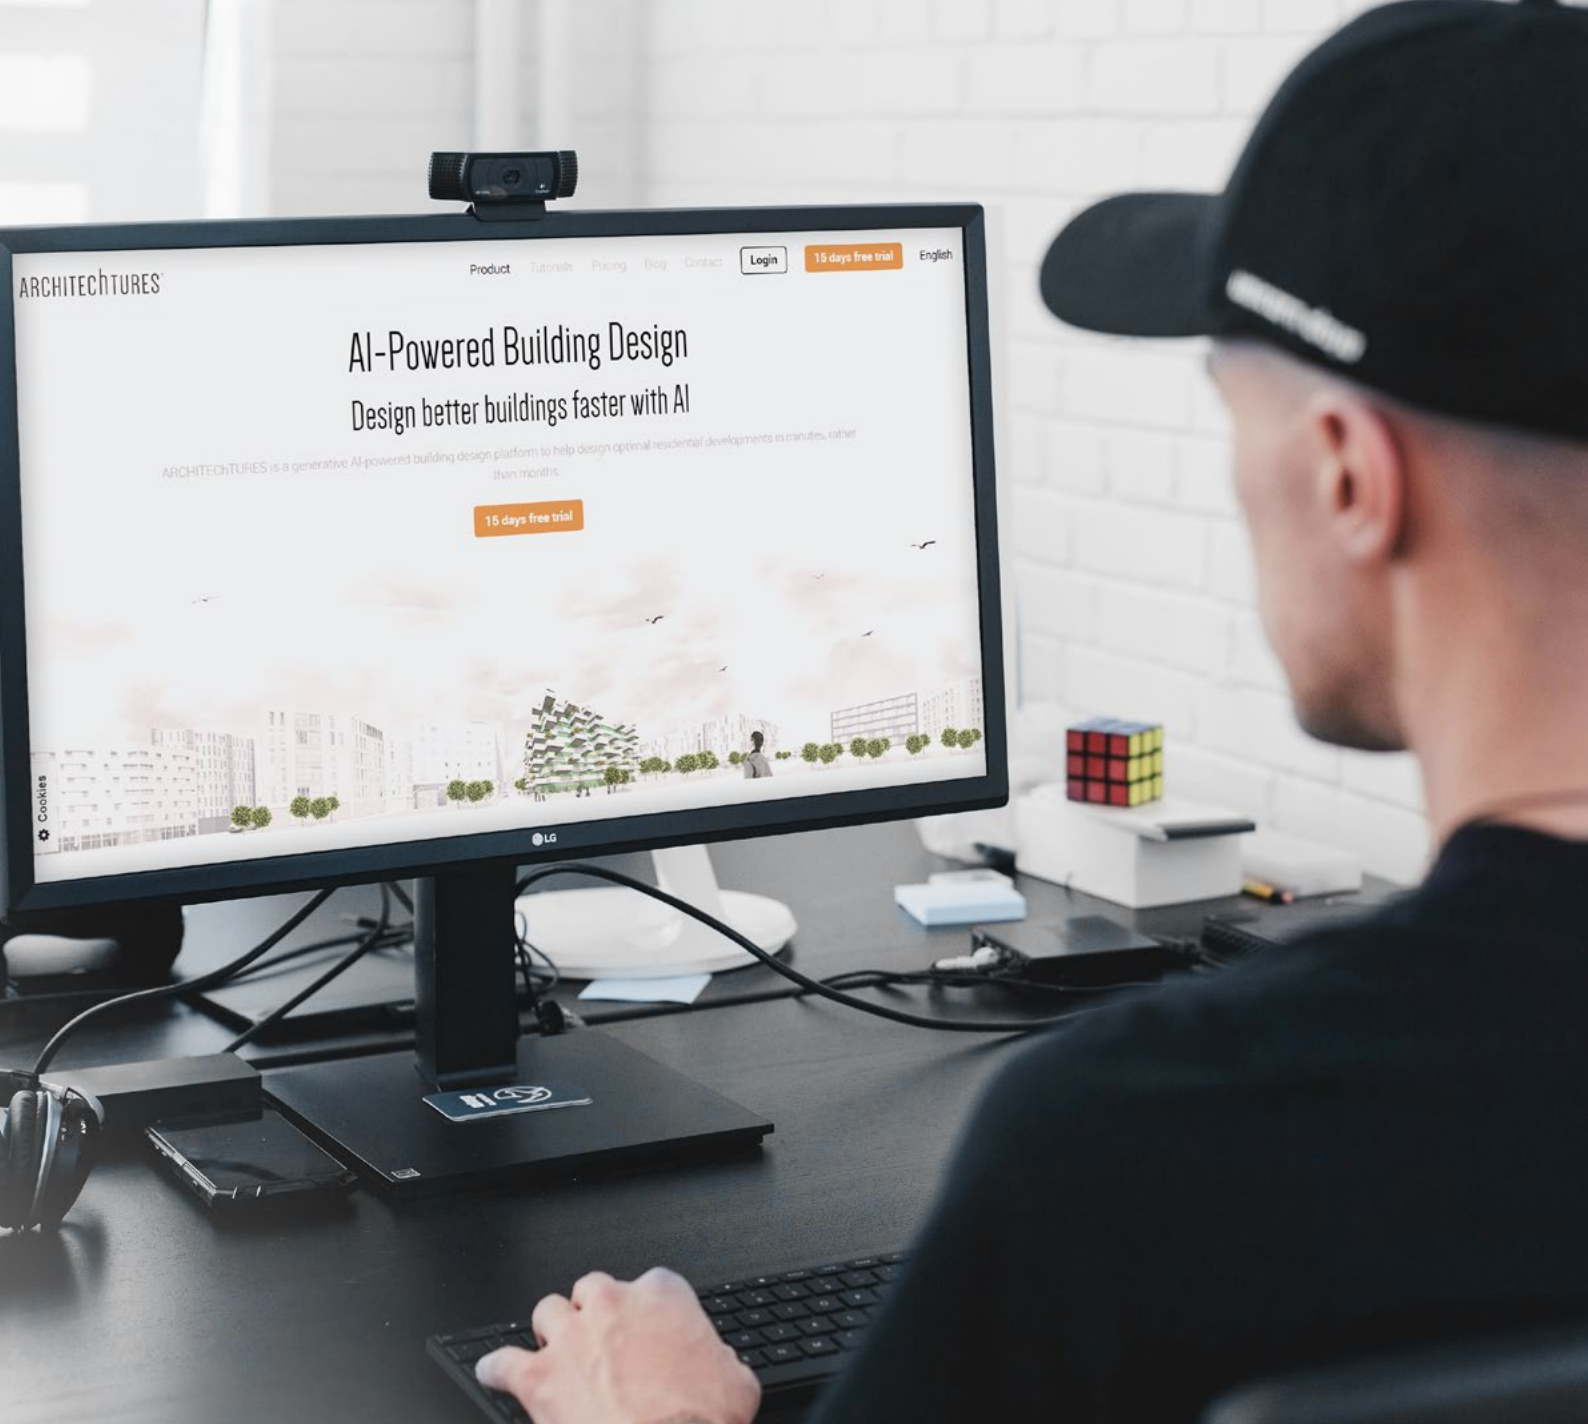 ARCHITEChTURES
Product Tutorials Pricing Blog Contact Login 15 days free trial English
AI-Powered Building Design
Design better buildings faster with AI
ARCHITEChTURES is a generative AI-powered building design platform to help design optimal residential developments in minutes, rather
than months.
15 days free trial
Cookies
LG